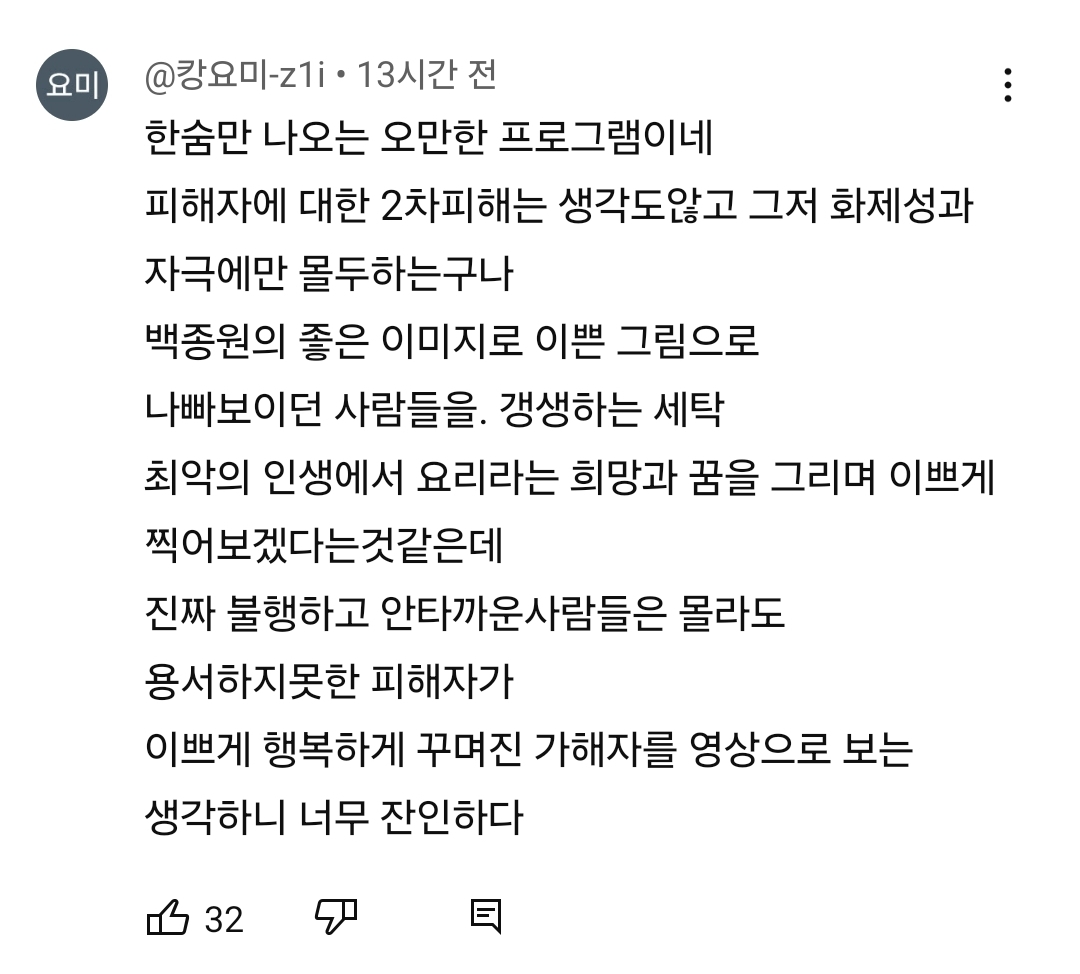 요미
@캉요미-z1i • 13시간 전
한숨만 나오는 오만한 프로그램이네
피해자에 대한 2차피해는 생각도않고 그저 화제성과
자극에만 몰두하는구나
백종원의 좋은 이미지로 이쁜 그림으로
나빠보이던 사람들을. 갱생하는 세탁
최악의 인생에서 요리라는 희망과 꿈을 그리며 이쁘게
찍어보겠다는것같은데
진짜 불행하고 안타까운사람들은 몰라도
용서하지못한 피해자가
이쁘게 행복하게 꾸며진 가해자를 영상으로 보는
생각하니 너무 잔인하다
32